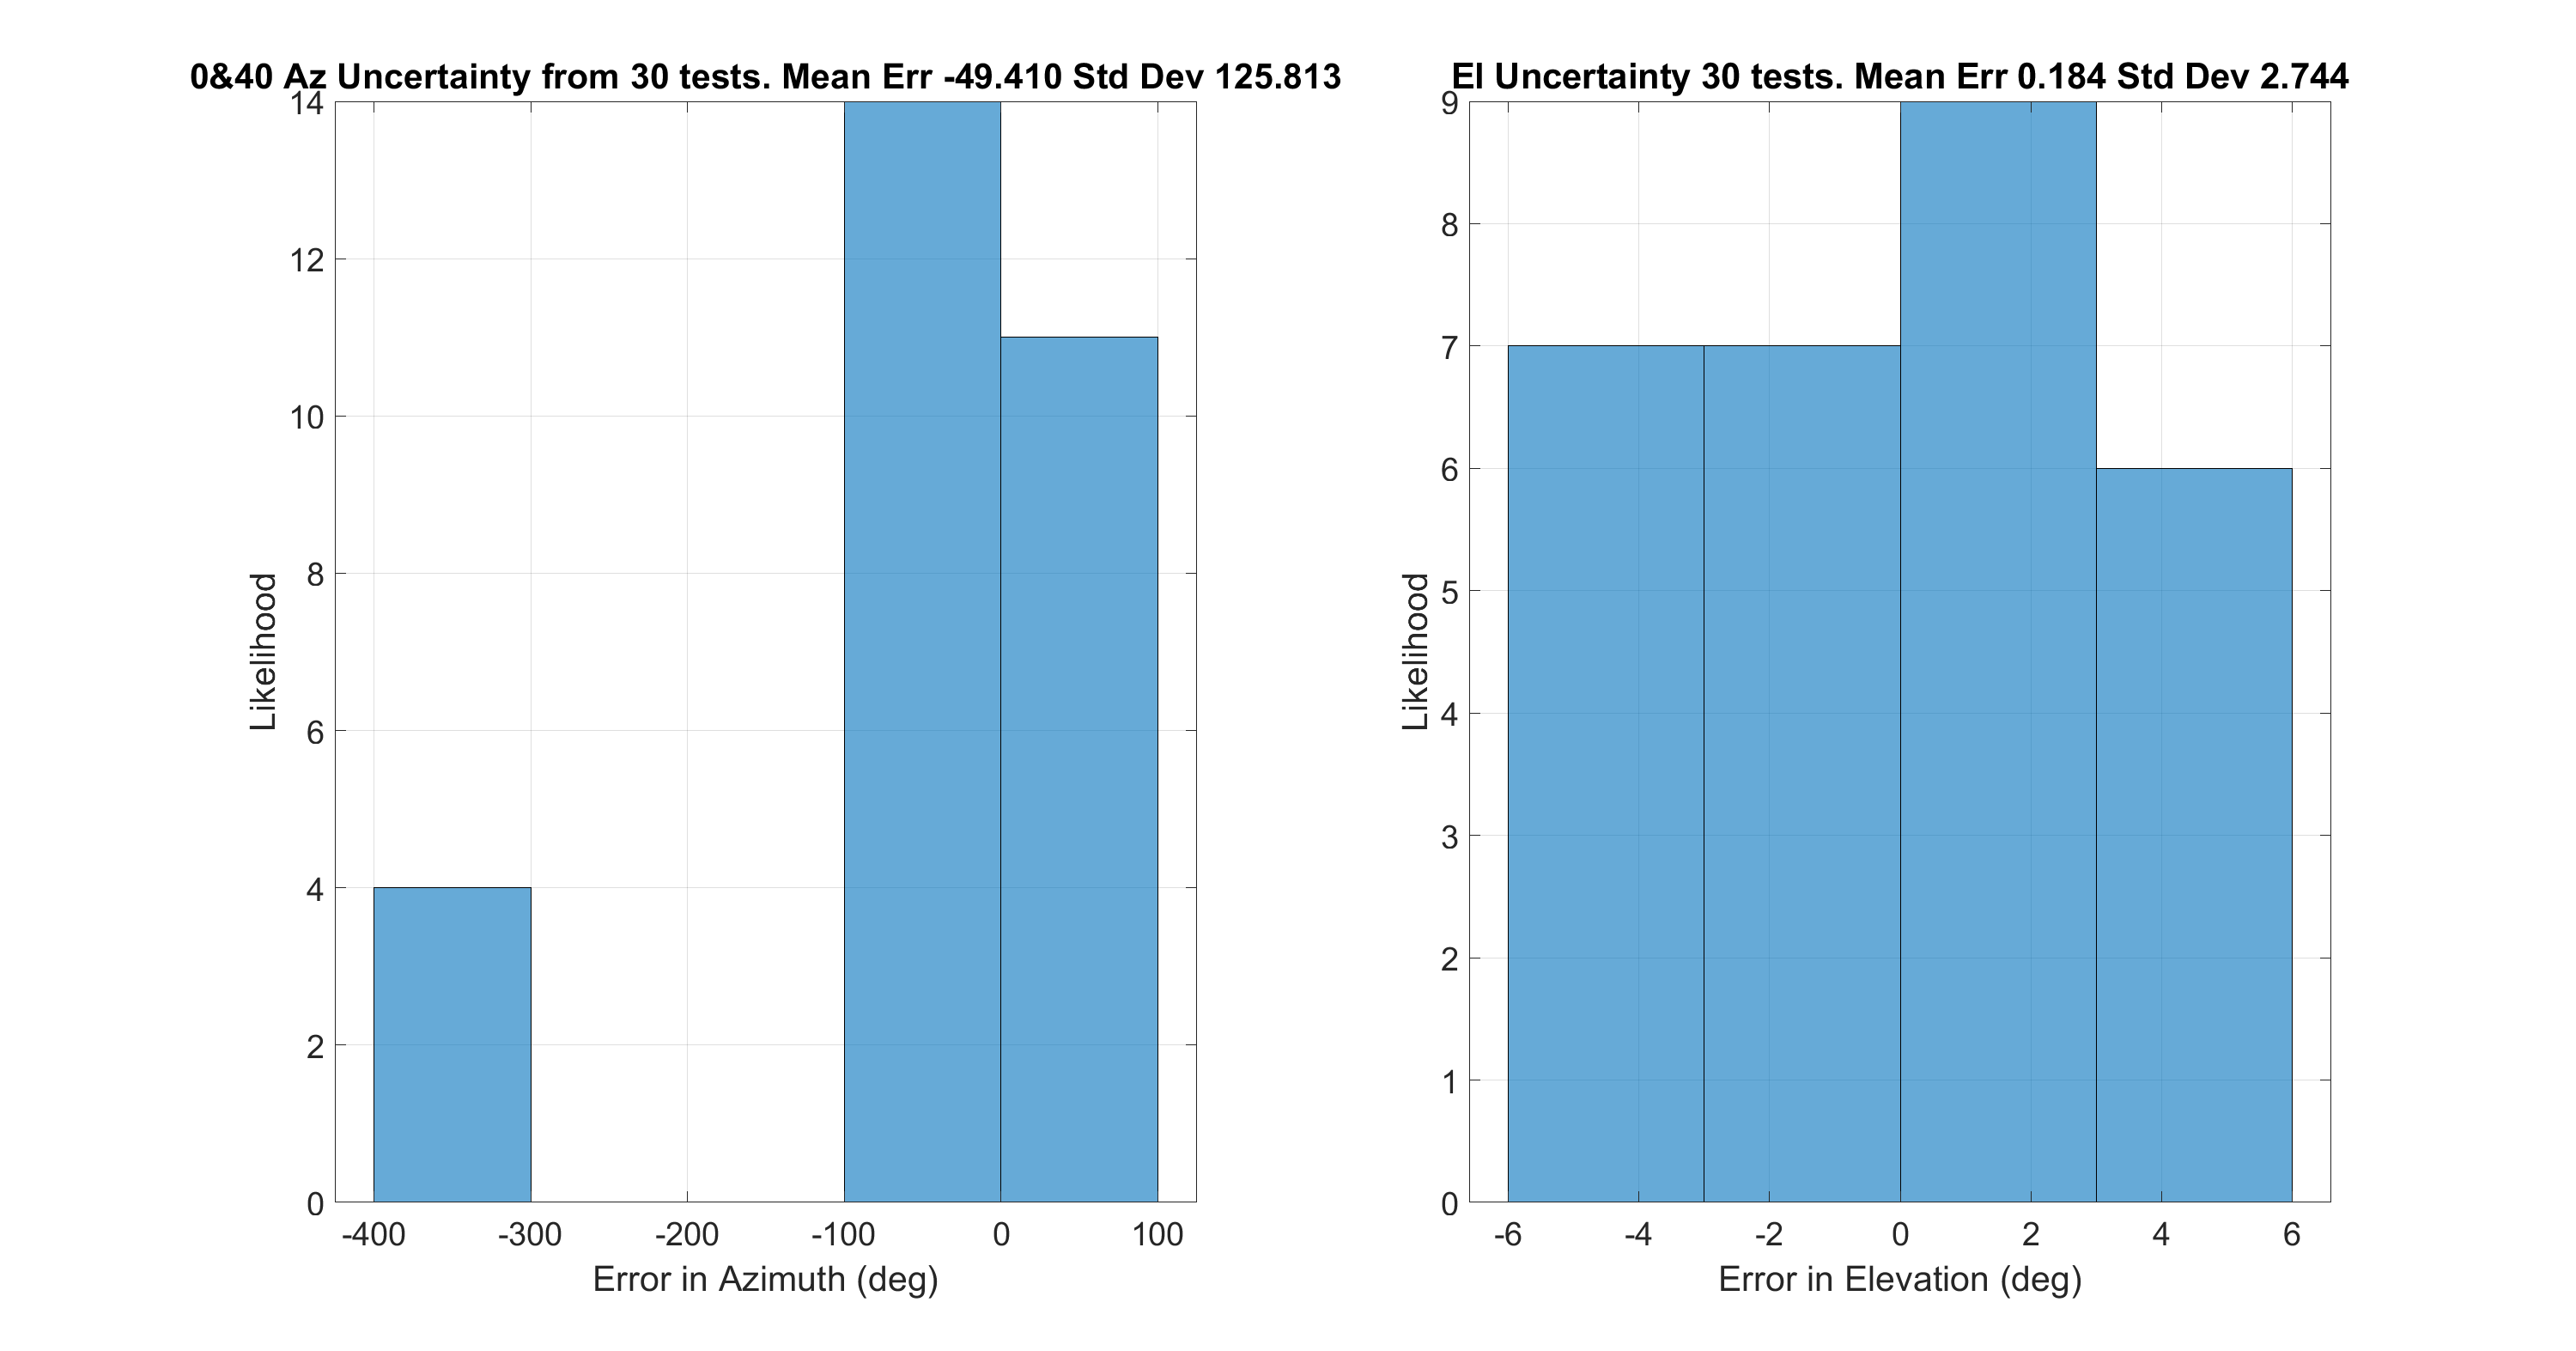 0&40 Az Uncertainty from 30 tests. Mean Err -49.410 Std Dev 125.813
14
12
10
8
6
4
2
0
Likelihood
-400 -300 -200 -100 0 100
Error in Azimuth (deg)
El Uncertainty 30 tests. Mean Err 0.184 Std Dev 2.744
9
8
7
6
5
4
3
2
1
0
Likelihood
-6 -4 -2 0 2 4 6
Error in Elevation (deg)